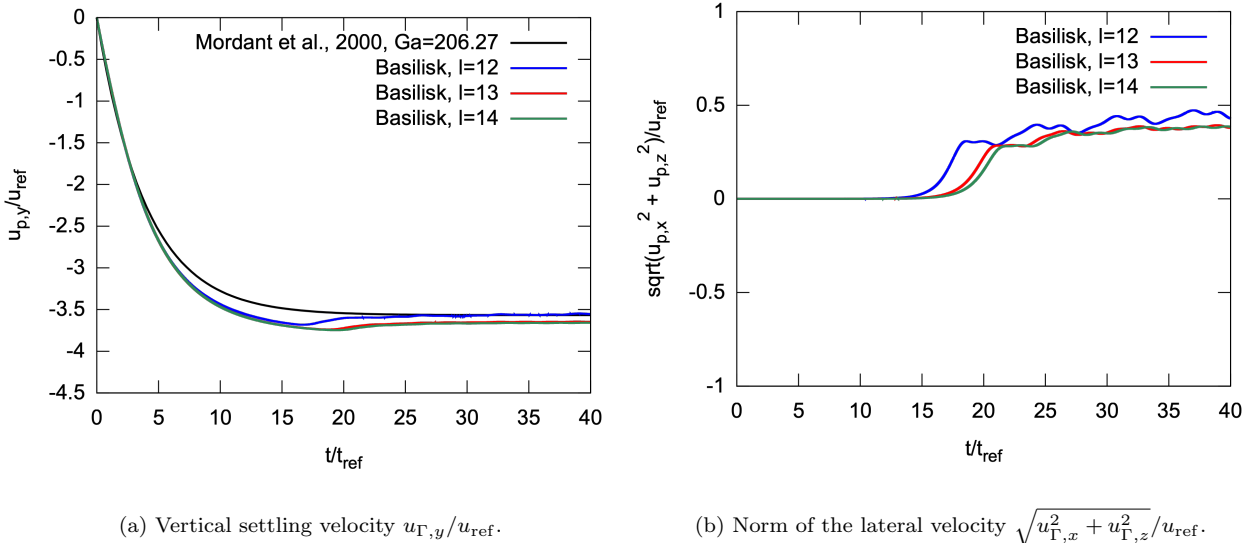 0
-0.5
-1
-1.5
-2
-2.5
-3
-3.5
-4
-4.5
u_{p,y}/u_{ref}
Mordant et al., 2000, Ga=206.27
Basilisk, l=12
Basilisk, l=13
Basilisk, l=14
0 5 10 15 20 25 30 35 40
t/t_{ref}
(a) Vertical settling velocity u_{Γ,y}/u_{ref}.
1
0.5
0
-0.5
-1
sqrt(u_{p,x}^2 + u_{p,z}^2)/u_{ref}
Basilisk, l=12
Basilisk, l=13
Basilisk, l=14
0 5 10 15 20 25 30 35 40
t/t_{ref}
(b) Norm of the lateral velocity √(u_{Γ,x}^2 + u_{Γ,z}^2)/u_{ref}.